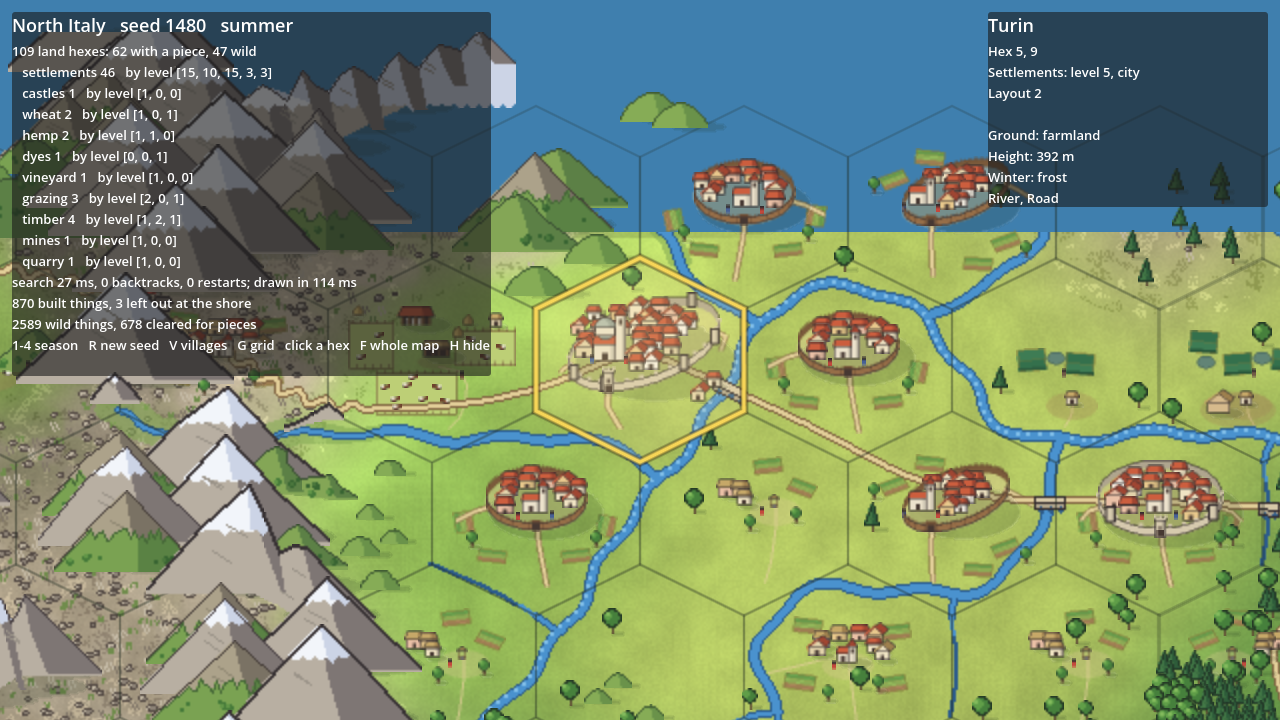 North Italy   seed 1480   summer
109 land hexes: 62 with a piece, 47 wild
settlements 46   by level [15, 10, 15, 3, 3]
castles 1   by level [1, 0, 0]
wheat 2   by level [1, 0, 1]
hemp 2   by level [1, 1, 0]
dyes 1   by level [0, 0, 1]
vineyard 1   by level [1, 0, 0]
grazing 3   by level [2, 0, 1]
timber 4   by level [1, 2, 1]
mines 1   by level [1, 0, 0]
quarry 1   by level [1, 0, 0]
search 27 ms, 0 backtracks, 0 restarts; drawn in 114 ms
870 built things, 3 left out at the shore
2589 wild things, 678 cleared for pieces
1-4 season   R new seed   V villages   G grid   click a hex   F whole map   H hide
Turin
Hex 5, 9
Settlements: level 5, city
Layout 2
Ground: farmland
Height: 392 m
Winter: frost
River, Road